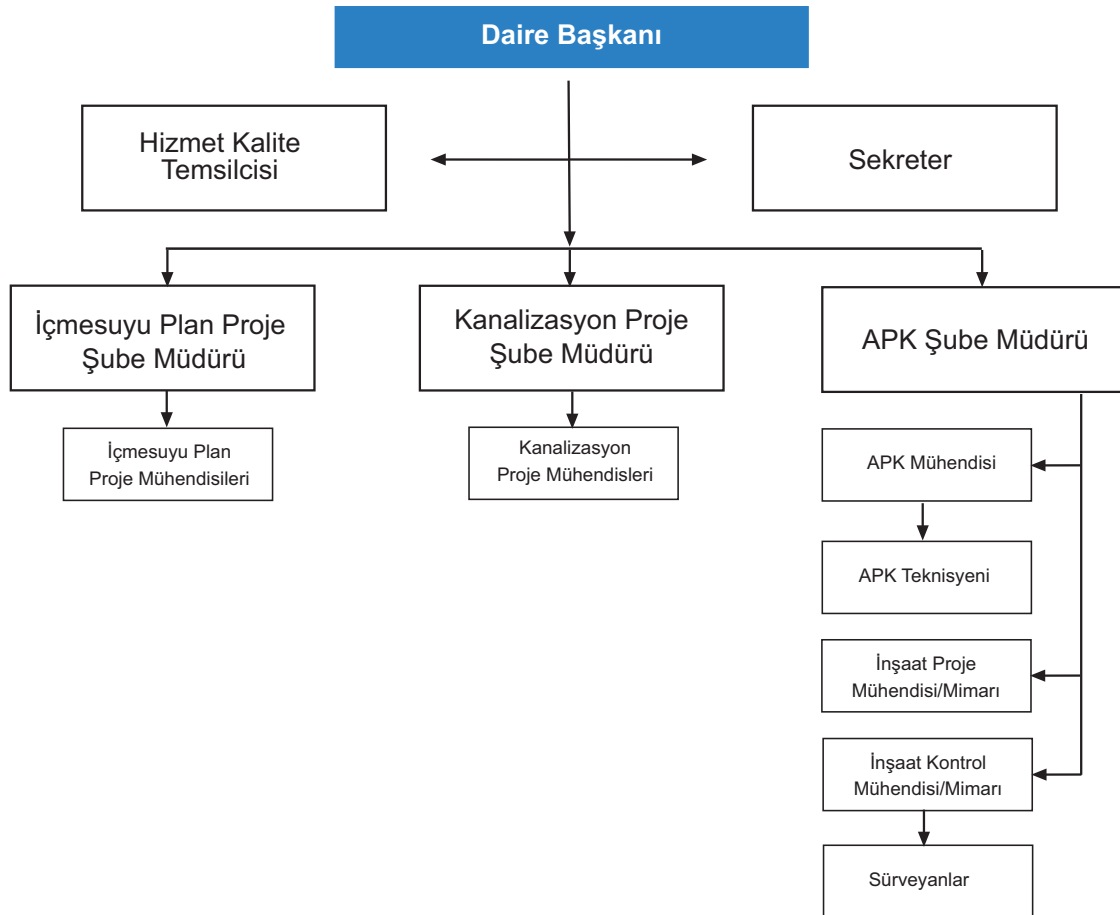 Daire Başkanı
Hizmet Kalite
Temsilcisi
Sekreter
İçmesuyu Plan Proje
Şube Müdürü
Kanalizasyon Proje
Şube Müdürü
APK Şube Müdürü
İçmesuyu Plan
Proje Mühendisileri
Kanalizasyon
Proje Mühendisleri
APK Mühendisi
APK Teknisyeni
İnşaat Proje
Mühendisi/Mimarı
İnşaat Kontrol
Mühendisi/Mimarı
Sürveyanlar